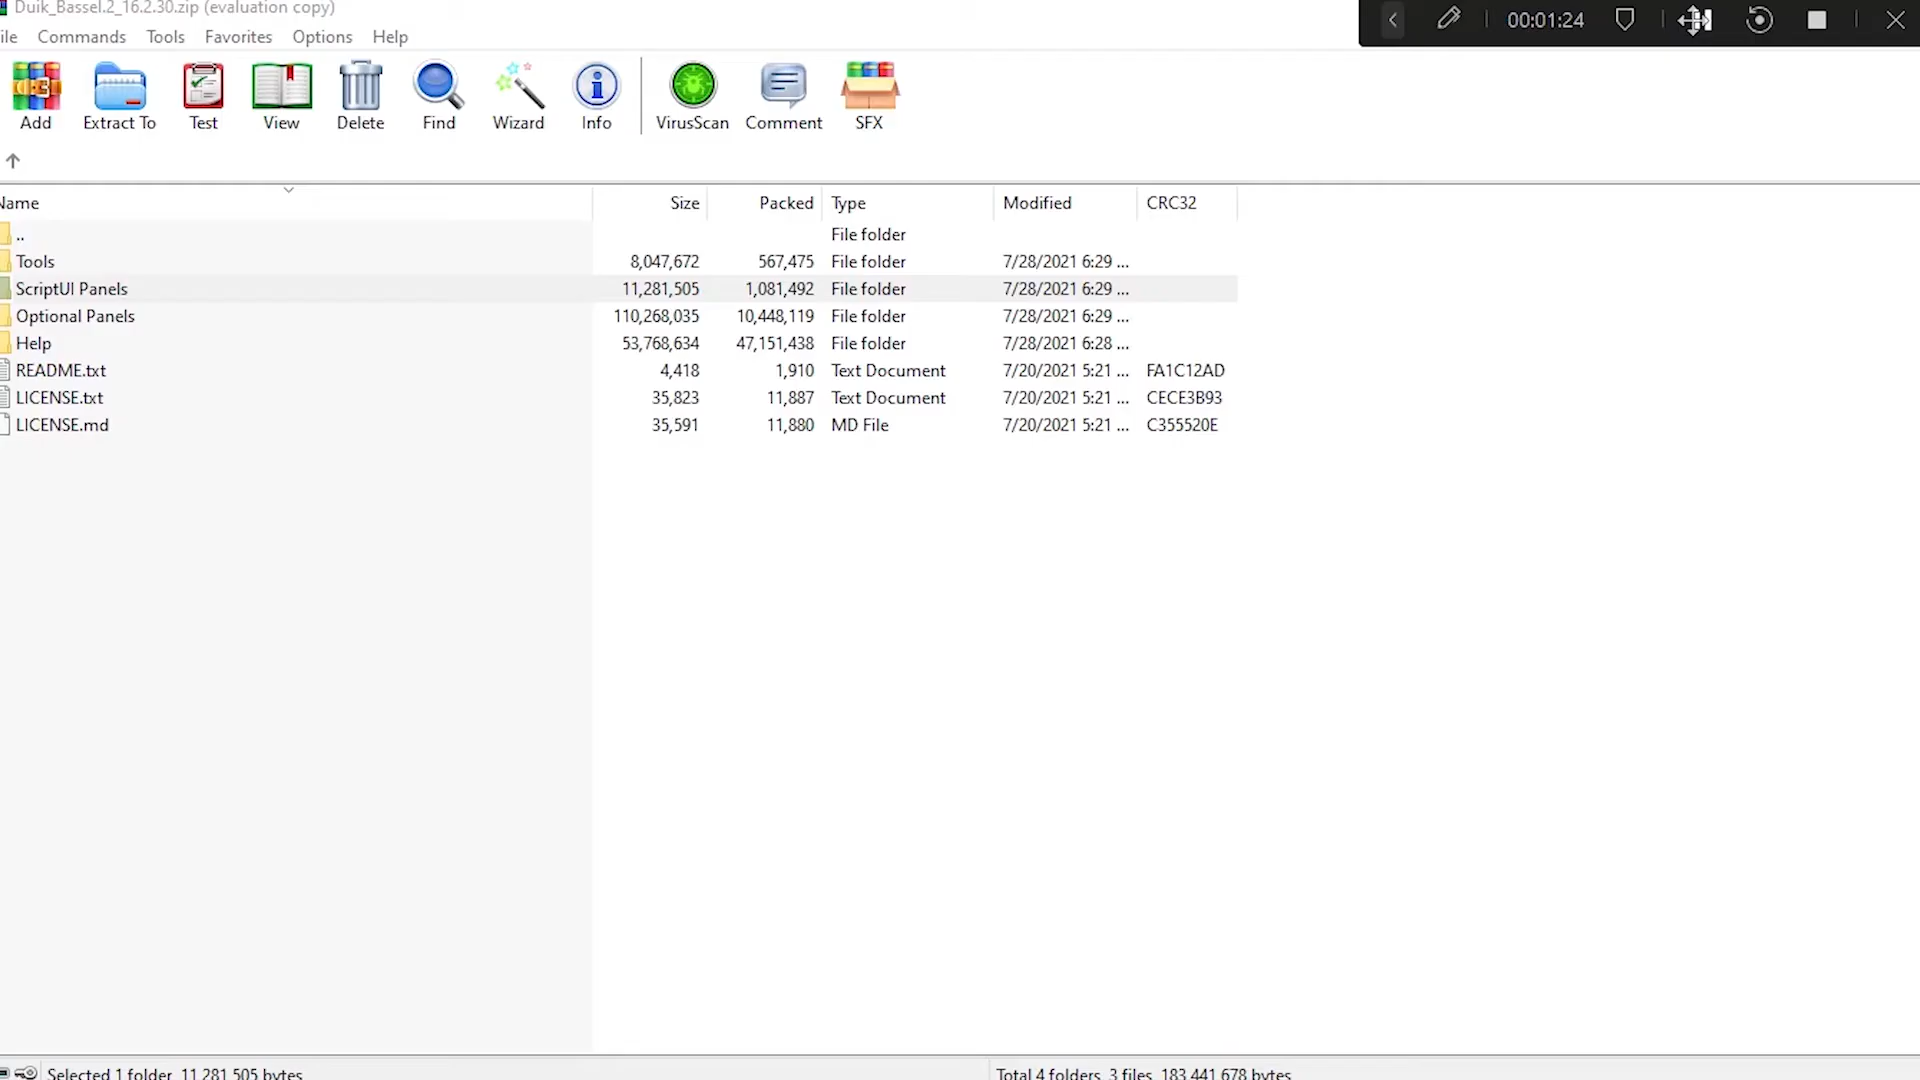 Duik_Bassel.2_16.2.30.zip (evaluation copy)
00:01:24
ile Commands Tools Favorites Options Help
Add Extract To Test View Delete Find Wizard Info VirusScan Comment SFX
Name Size Packed Type Modified CRC32
.. File folder
Tools 8,047,672 567,475 File folder 7/28/2021 6:29 ...
ScriptUI Panels 11,281,505 1,081,492 File folder 7/28/2021 6:29 ...
Optional Panels 110,268,035 10,448,119 File folder 7/28/2021 6:29 ...
Help 53,768,634 47,151,438 File folder 7/28/2021 6:28 ...
README.txt 4,418 1,910 Text Document 7/20/2021 5:21 ... FA1C12AD
LICENSE.txt 35,823 11,887 Text Document 7/20/2021 5:21 ... CECE3B93
LICENSE.md 35,591 11,880 MD File 7/20/2021 5:21 ... C355520E
Selected 1 folder, 11,281,505 bytes Total 4 folders, 3 files, 183,441,678 bytes